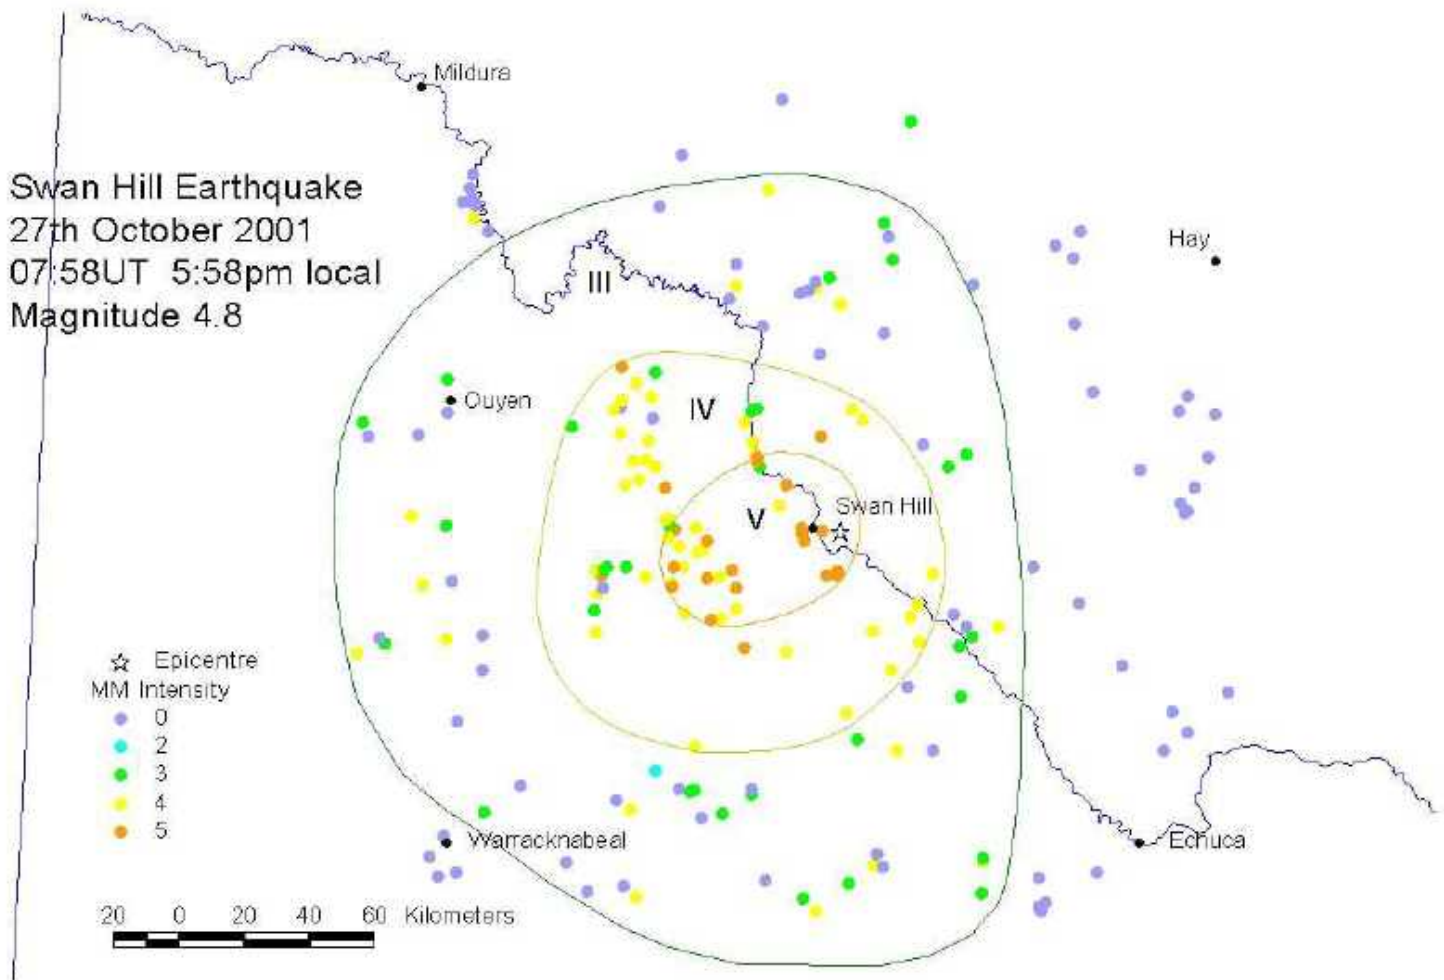 Mildura
Swan Hill Earthquake
27th October 2001
07:58UT 5:58pm local
Magnitude 4.8
Hay
III
Ouyen
IV
V
Swan Hill
Epicentre
MM Intensity
0
2
3
4
5
Warracknabeal
Echuca
20 0 20 40 60 Kilometers